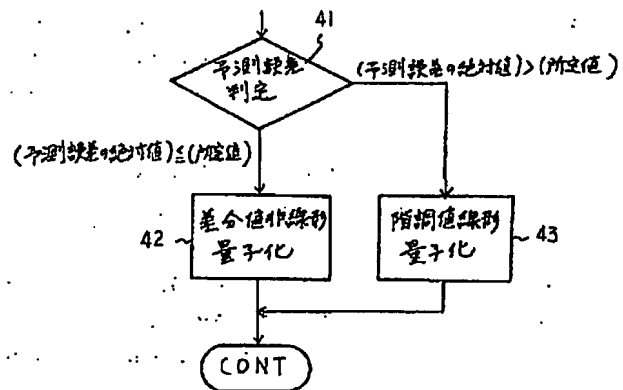 41
予測誤差
判定
(予測誤差の絶対値)>(所定値)
(予測誤差の絶対値)≦(所定値)
42
差分値非線形
量子化
階調値線形
量子化
43
CONT